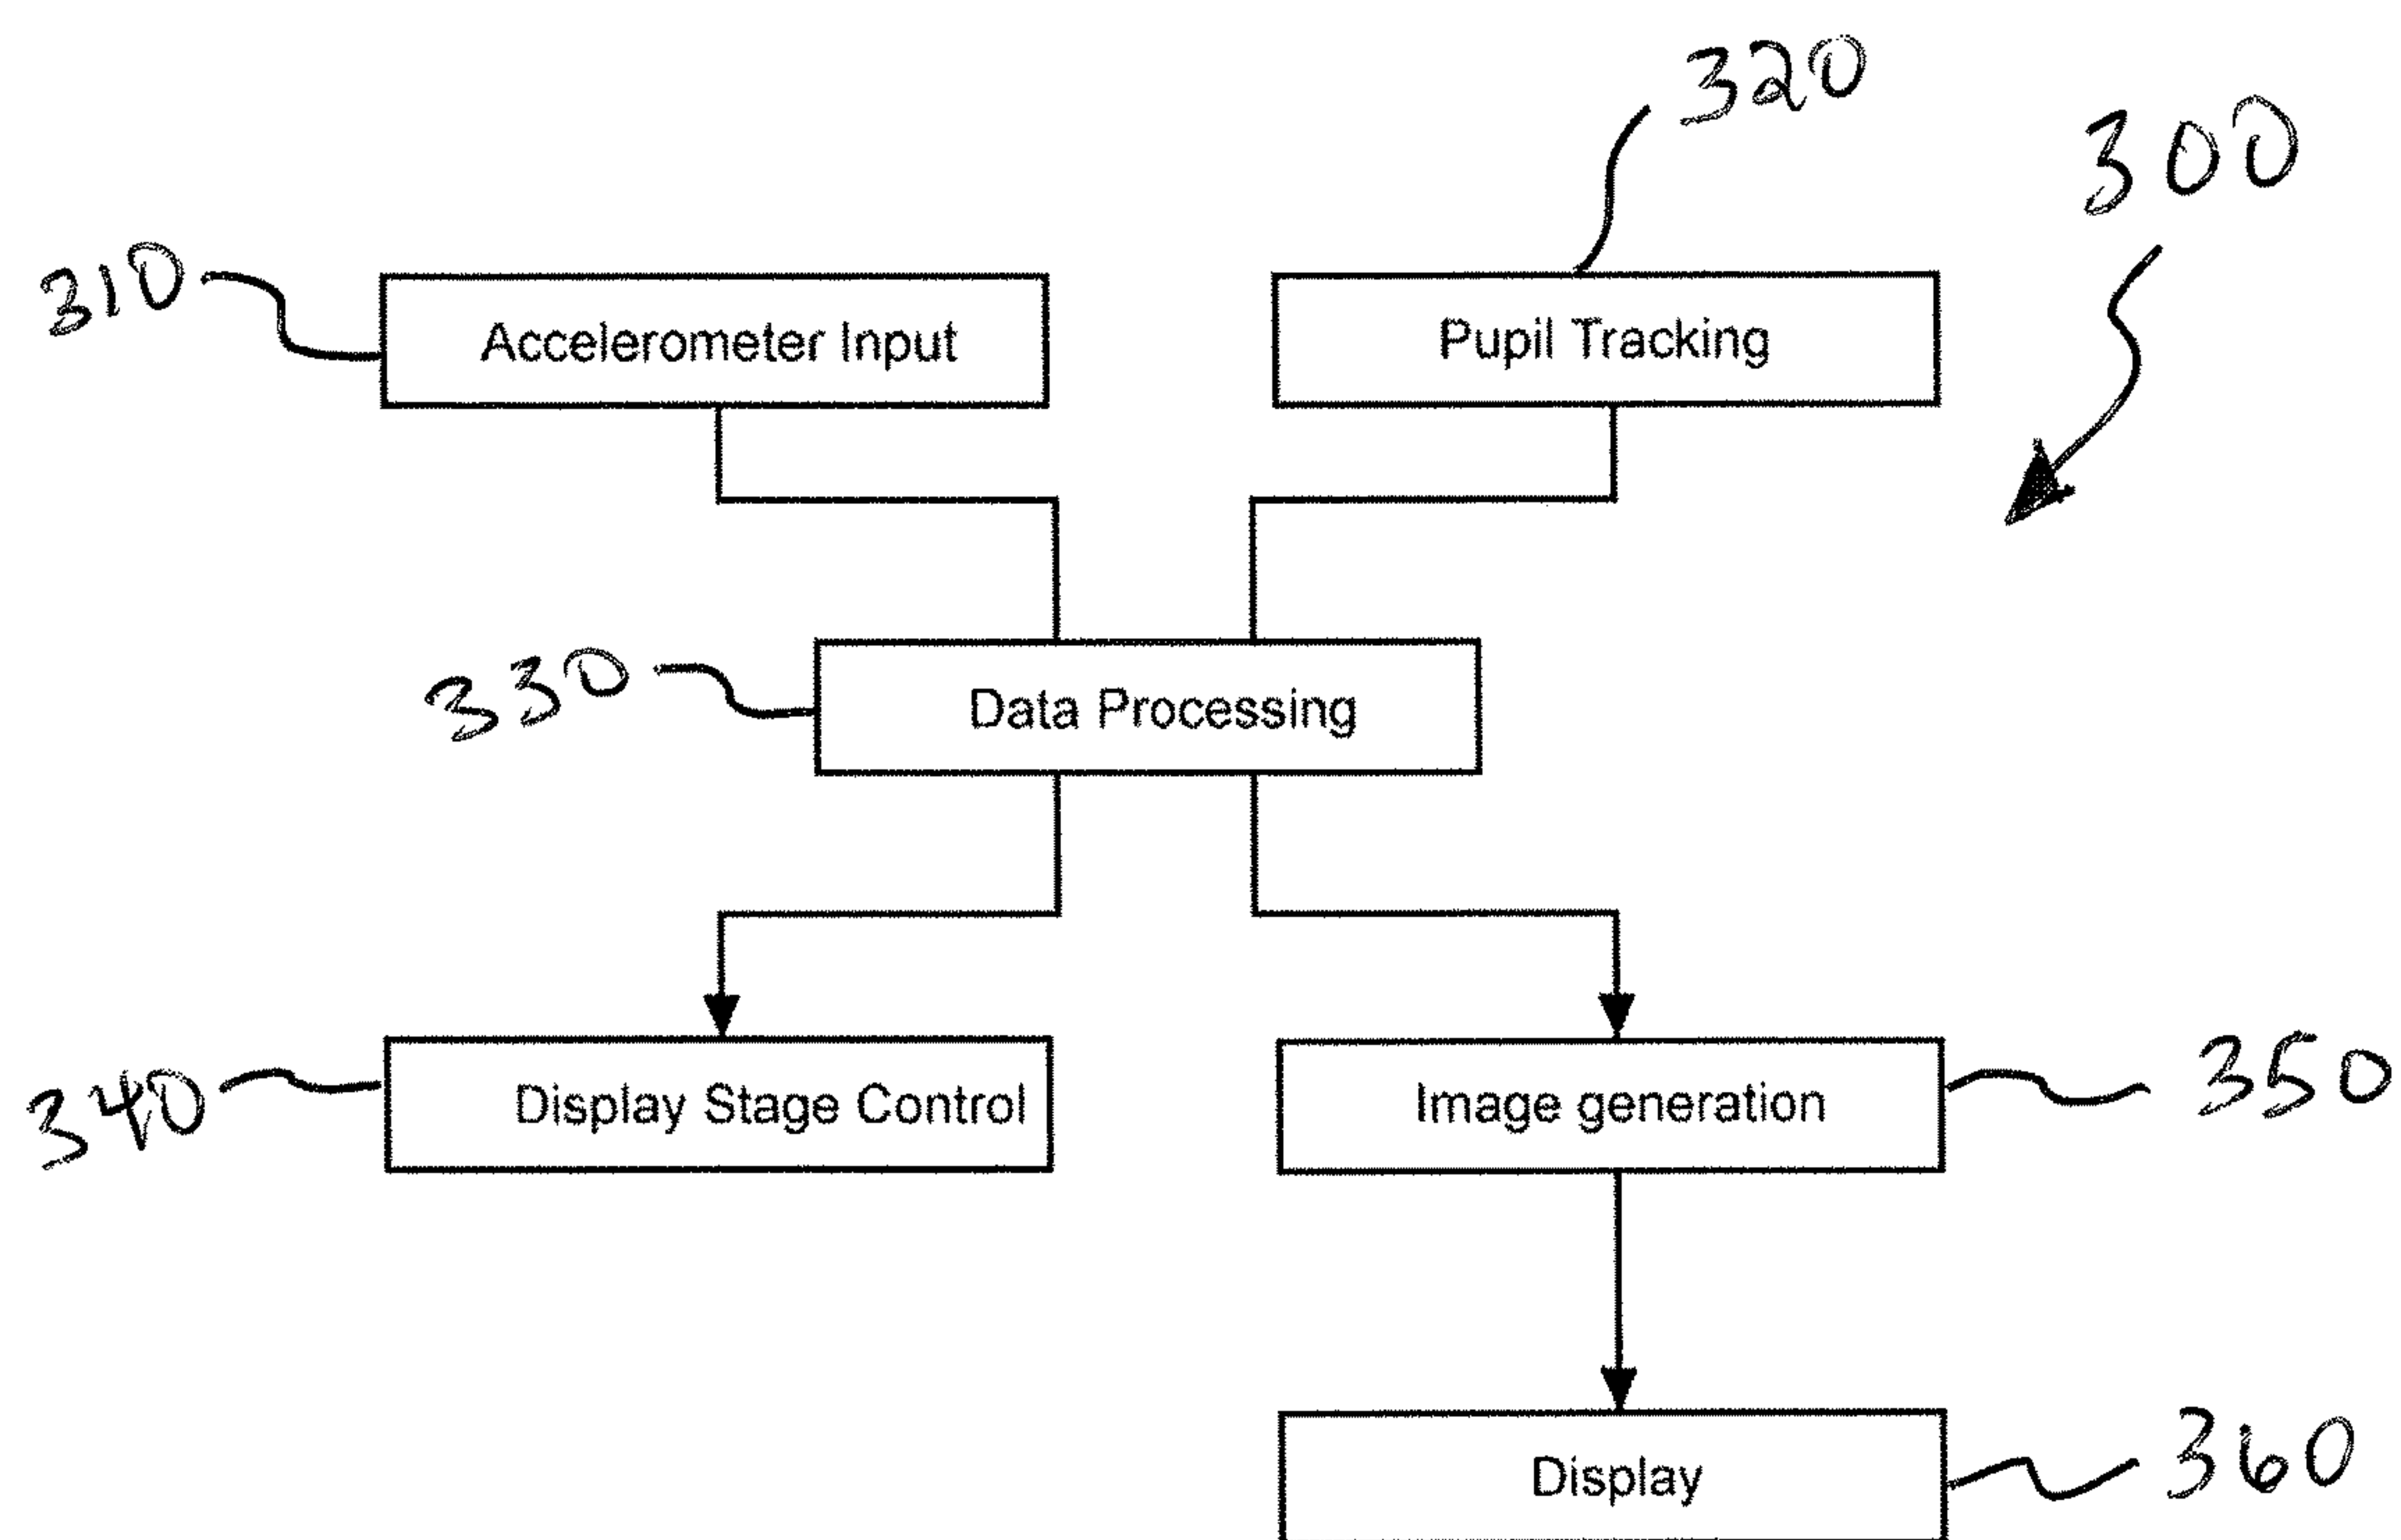 320
300
310
Accelerometer Input
Pupil Tracking
330
Data Processing
340
Display Stage Control
Image generation
350
Display
360